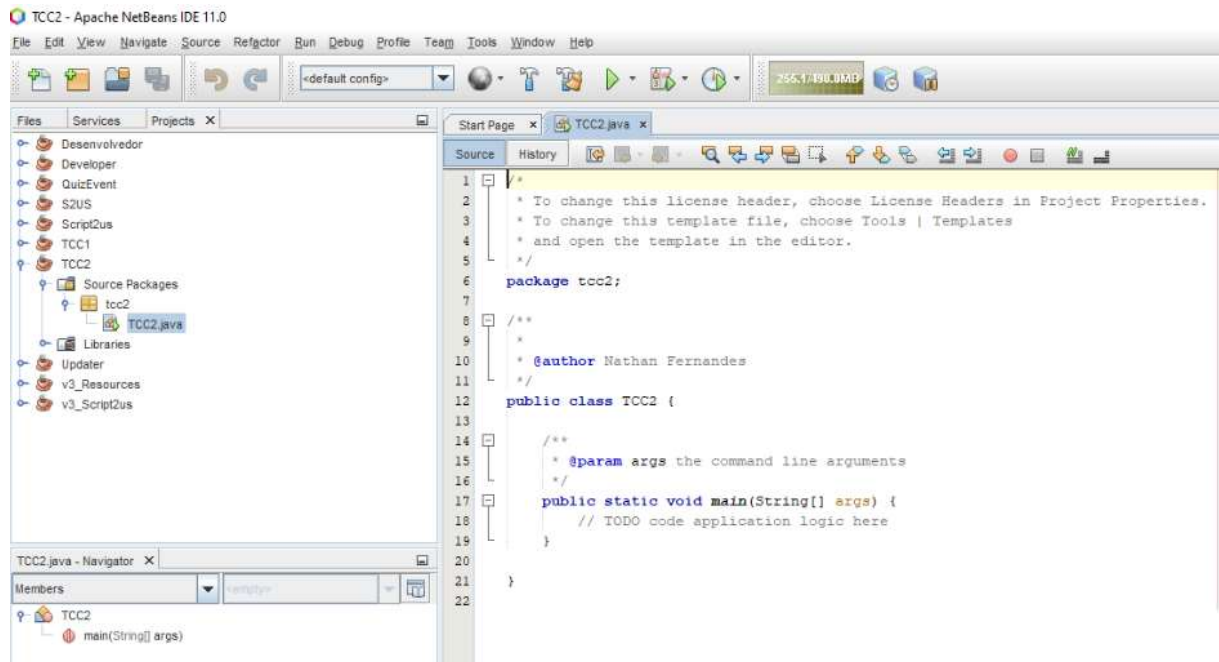 TCC2 - Apache NetBeans IDE 11.0
File Edit View Navigate Source Refactor Run Debug Profile Team Tools Window Help
<default config>
255.1/490.0MB
Files Services Projects
Desenvolvedor
Developer
QuizEvent
S2US
Script2us
TCC1
TCC2
Source Packages
tcc2
TCC2.java
Libraries
Updater
v3_Resources
v3_Script2us
TCC2.java - Navigator
Members <empty>
TCC2
main(String[] args)
Start Page TCC2.java
Source History
1 /*
2 * To change this license header, choose License Headers in Project Properties.
3 * To change this template file, choose Tools | Templates
4 * and open the template in the editor.
5 */
6 package tcc2;
7
8 /**
9 *
10 * @author Nathan Fernandes
11 */
12 public class TCC2 {
13
14 /**
15 * @param args the command line arguments
16 */
17 public static void main(String[] args) {
18 // TODO code application logic here
19 }
20
21 }
22